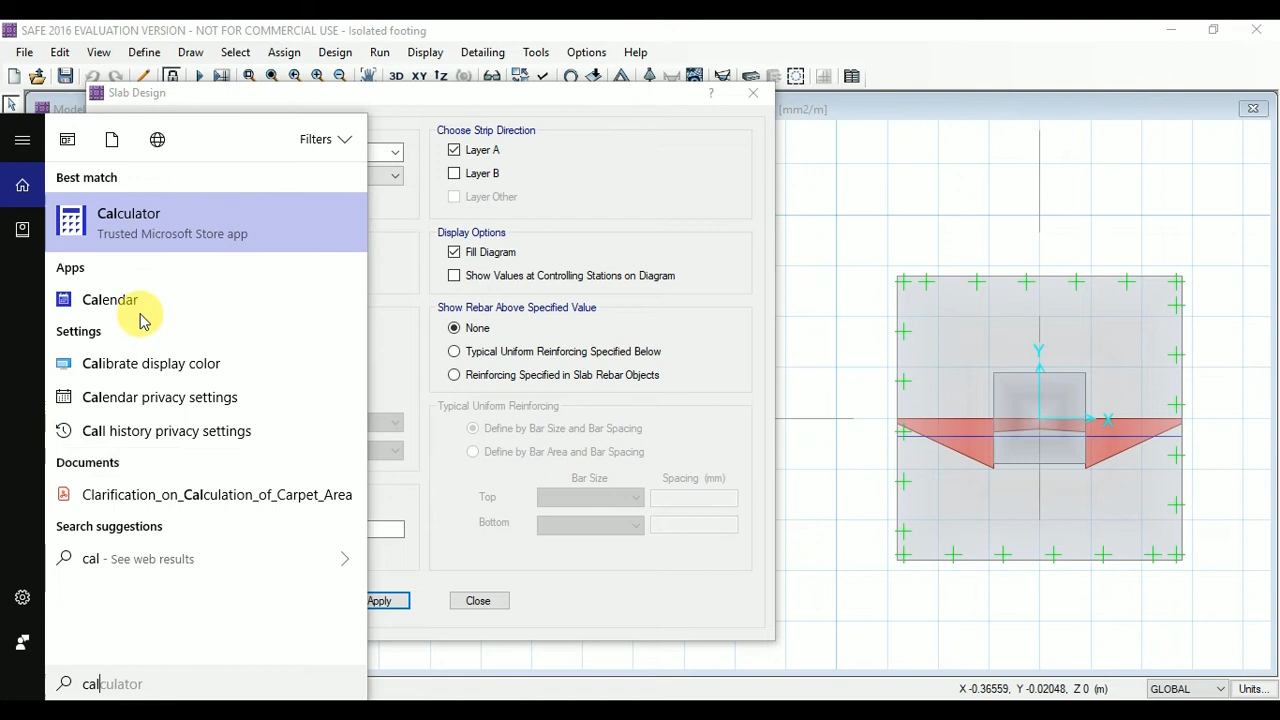 SAFE 2016 EVALUATION VERSION - NOT FOR COMMERCIAL USE - Isolated footing
File Edit View Define Draw Select Assign Design Run Display Detailing Tools Options Help
3D XY
Model
Slab Design ?
[mm2/m]
Filters
Best match
Calculator
Trusted Microsoft Store app
Apps
Calendar
Settings
Calibrate display color
Calendar privacy settings
Call history privacy settings
Documents
Clarification_on_Calculation_of_Carpet_Area
Search suggestions
cal - See web results
calculator
Choose Strip Direction
Layer A
Layer B
Layer Other
Display Options
Fill Diagram
Show Values at Controlling Stations on Diagram
Show Rebar Above Specified Value
None
Typical Uniform Reinforcing Specified Below
Reinforcing Specified in Slab Rebar Objects
Typical Uniform Reinforcing
Define by Bar Size and Bar Spacing
Define by Bar Area and Bar Spacing
Bar Size Spacing (mm)
Top
Bottom
Apply Close
Y
X
X -0.36559, Y -0.02048, Z 0 (m) GLOBAL Units...